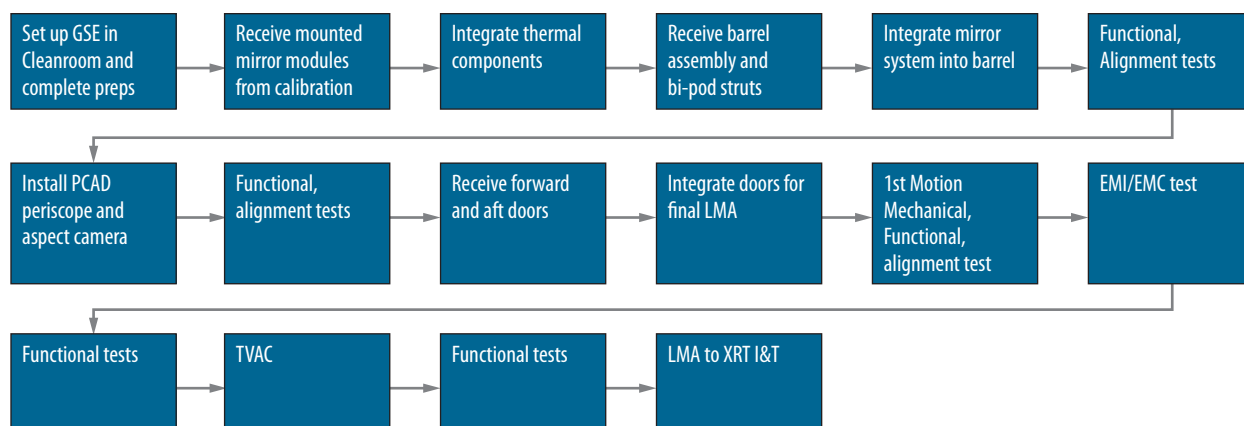 Set up GSE in
Cleanroom and
complete preps
Receive mounted
mirror modules
from calibration
Integrate thermal
components
Receive barrel
assembly and
bi-pod struts
Integrate mirror
system into barrel
Functional,
Alignment tests
Install PCAD
periscope and
aspect camera
Functional,
alignment tests
Receive forward
and aft doors
Integrate doors for
final LMA
1st Motion
Mechanical,
Functional,
alignment test
EMI/EMC test
Functional tests
TVAC
Functional tests
LMA to XRT I&T